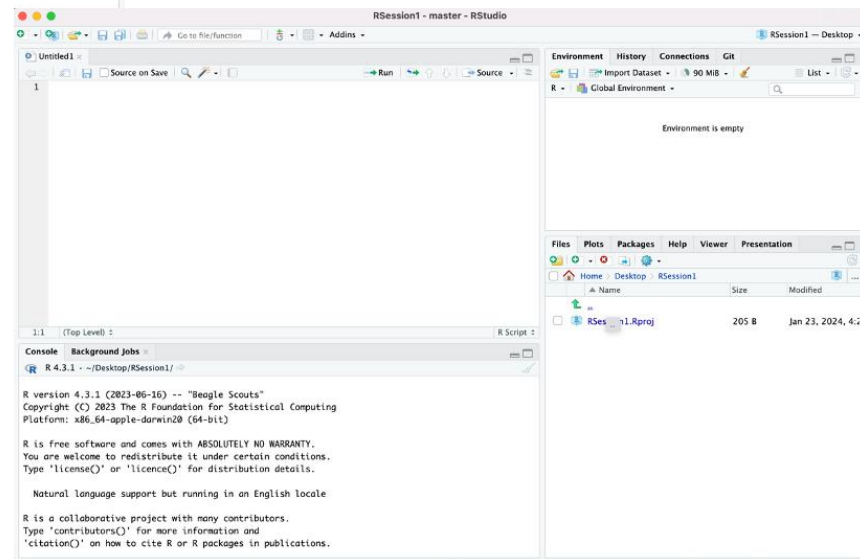 RSession1 - master - RStudio
Go to file/function Addins RSession1 — Desktop
Untitled1
Source on Save Run Source
1
1:1 (Top Level) R Script
Console Background Jobs
R 4.3.1 · ~/Desktop/RSession1/
R version 4.3.1 (2023-06-16) -- "Beagle Scouts"
Copyright (C) 2023 The R Foundation for Statistical Computing
Platform: x86_64-apple-darwin20 (64-bit)
R is free software and comes with ABSOLUTELY NO WARRANTY.
You are welcome to redistribute it under certain conditions.
Type 'license()' or 'licence()' for distribution details.
Natural language support but running in an English locale
R is a collaborative project with many contributors.
Type 'contributors()' for more information and
'citation()' on how to cite R or R packages in publications.
Environment History Connections Git
Import Dataset 90 MiB List
R Global Environment
Environment is empty
Files Plots Packages Help Viewer Presentation
Home Desktop RSession1
Name Size Modified
..
205 B Jan 23, 2024, 4:2